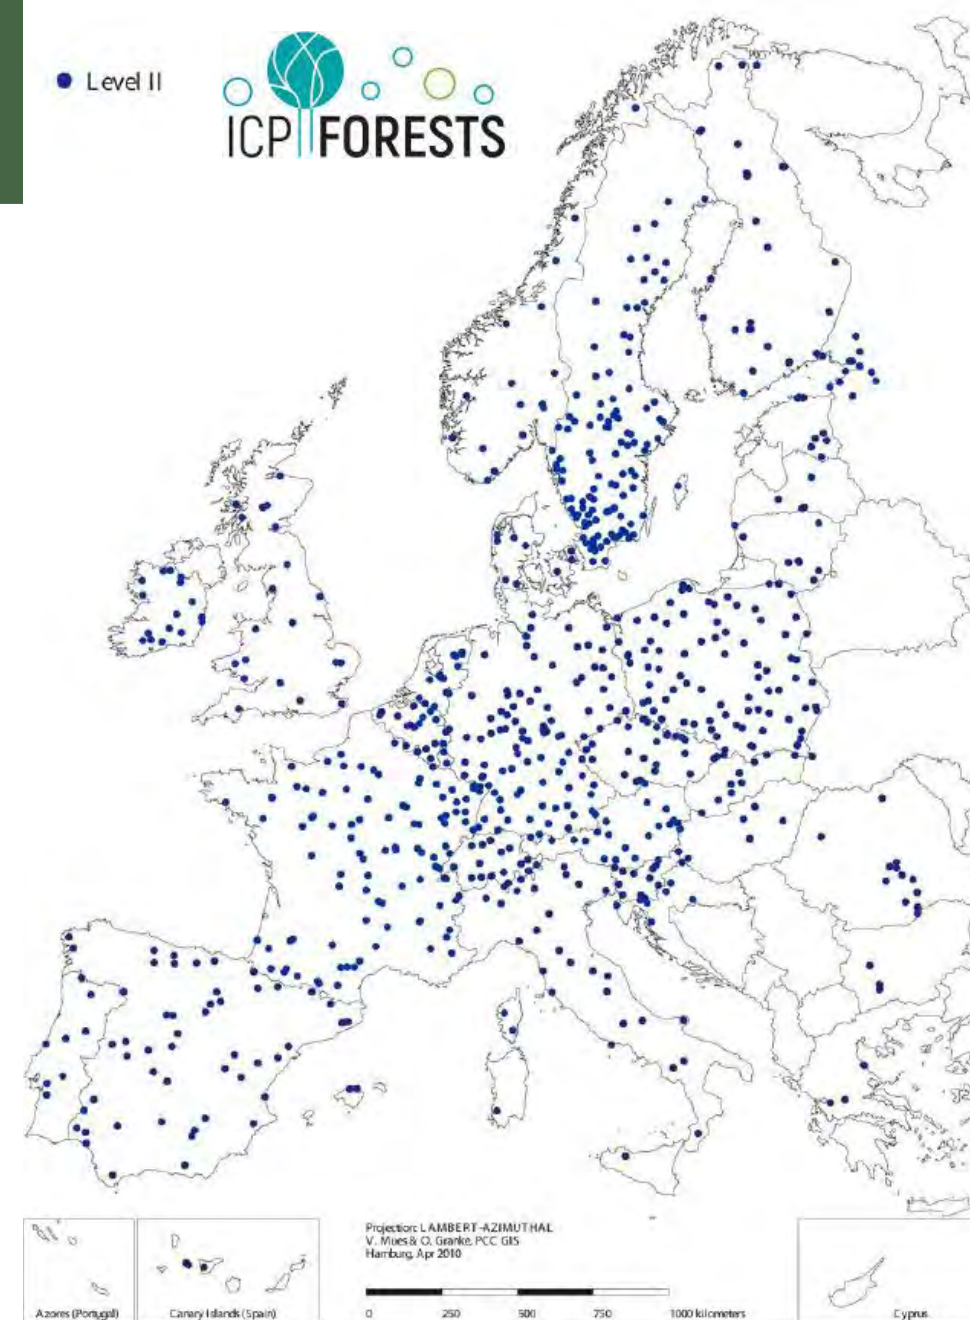 Level II
ICP FORESTS
Projection: LAMBERT-AZIMUTHAL
V. Mues & O. Granke, PCC GIS
Hamburg, Apr 2010
0 250 500 750 1000 kilometers
Azores (Portugal)
Canary Islands (Spain)
Cyprus